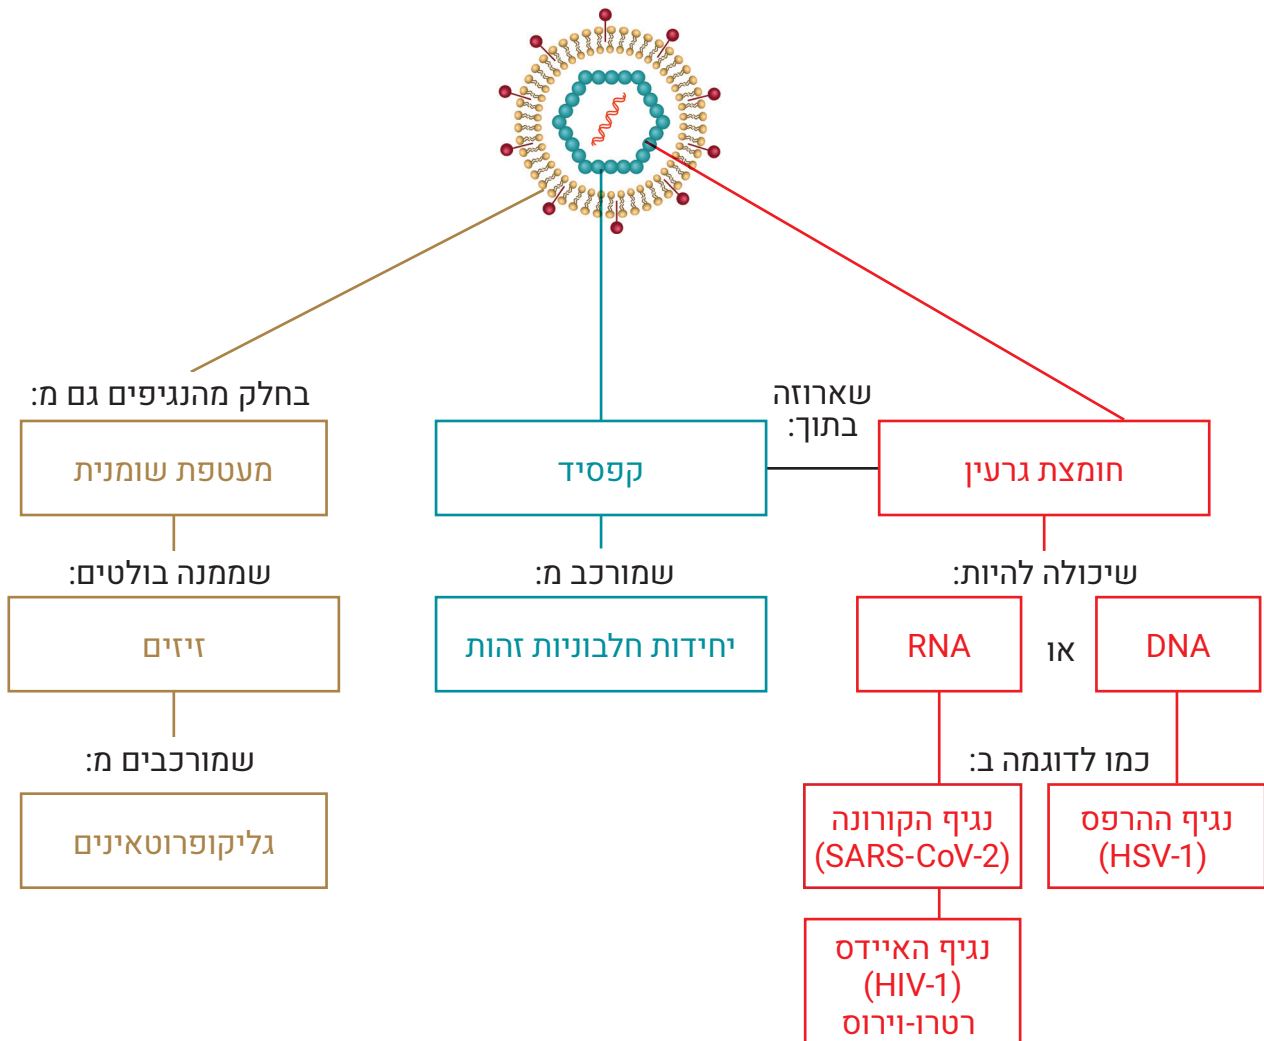 בחלק מהנגיפים גם מ:
שארוזה
בתוך:
חומצת גרעין
קפסיד
מעטפת שומנית
שיכולה להיות:
שמורכב מ:
שממנה בולטים:
DNA
או
RNA
יחידות חלבוניות זהות
זיזים
כמו לדוגמה ב:
שמורכבים מ:
נגיף ההרפס
(HSV-1)
נגיף הקורונה
(SARS-CoV-2)
גליקופרוטאינים
נגיף האיידס
(HIV-1)
רטרו-וירוס